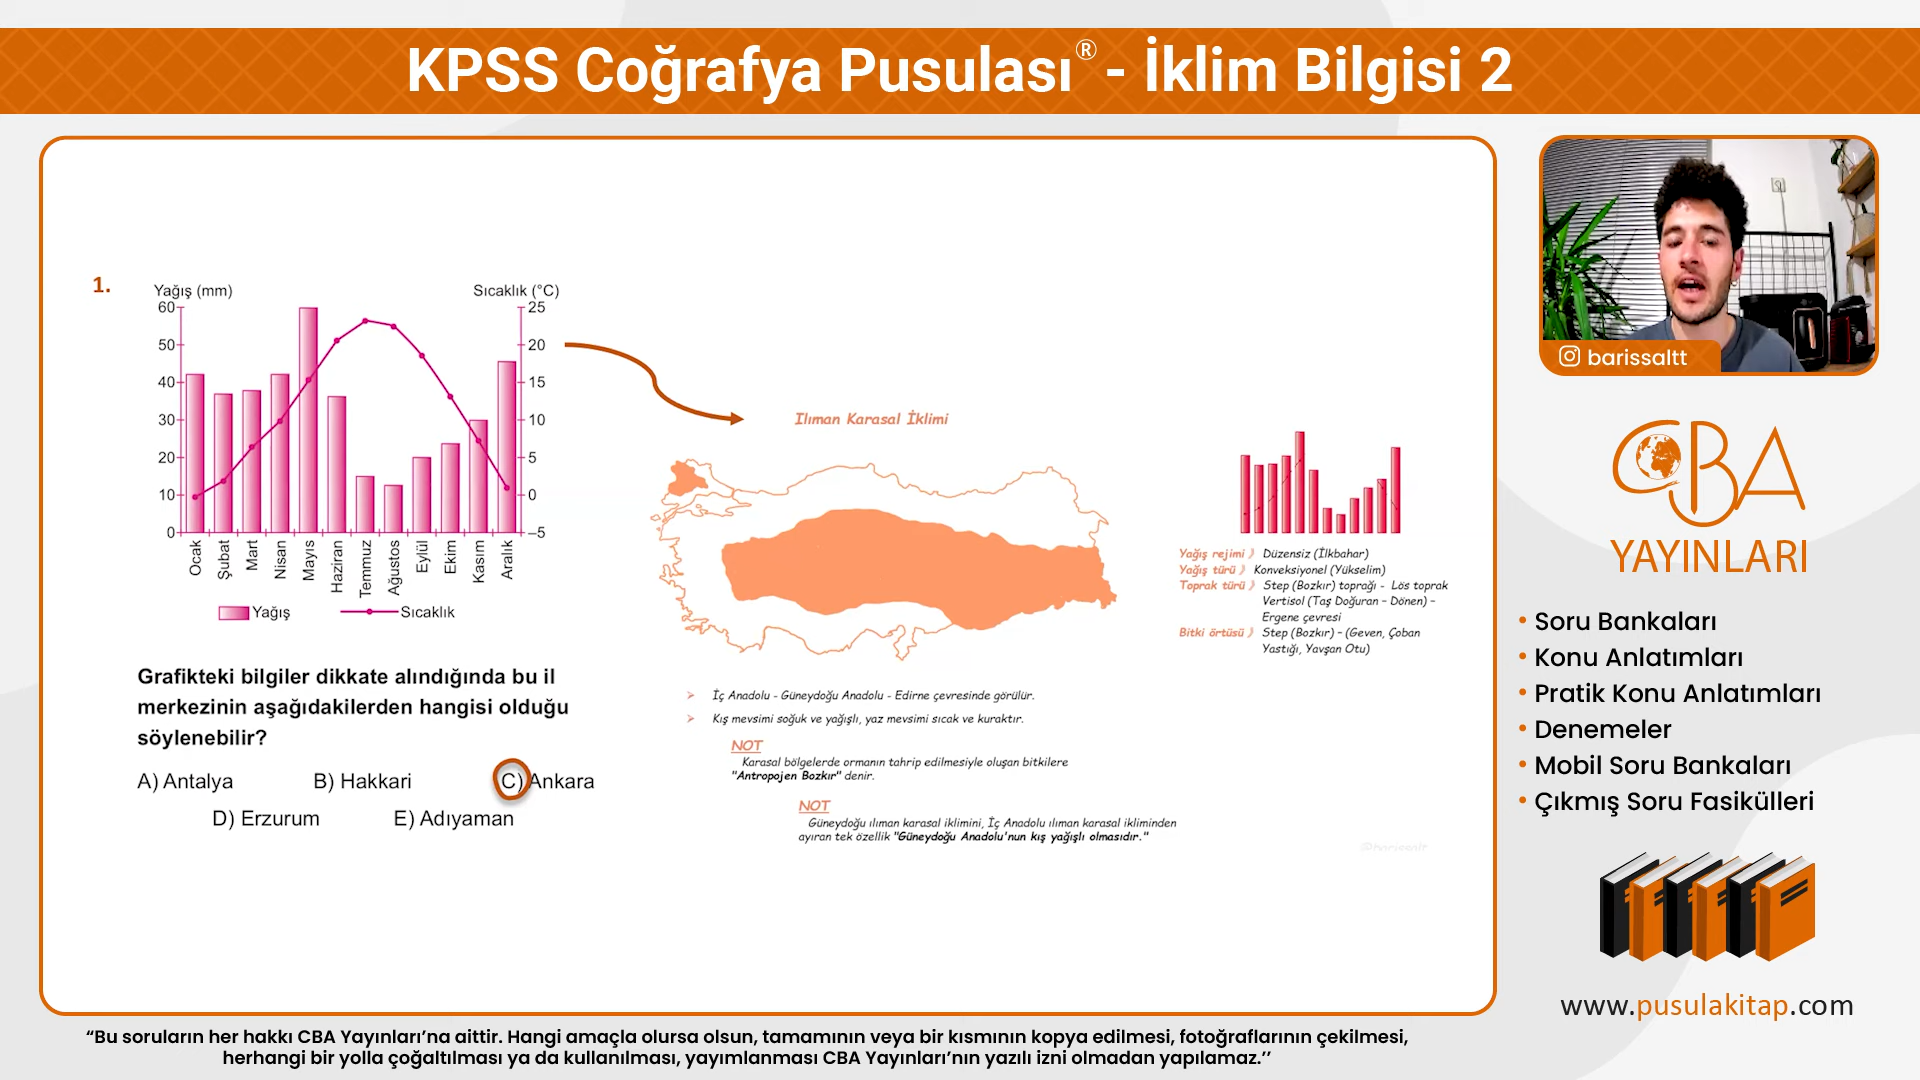 KPSS Coğrafya Pusulası® - İklim Bilgisi 2
1.
Yağış (mm)
Sıcaklık (°C)
60
50
40
30
20
10
0
25
20
15
10
5
0
–5
Ocak
Şubat
Mart
Nisan
Mayıs
Haziran
Temmuz
Ağustos
Eylül
Ekim
Kasım
Aralık
Yağış
Sıcaklık
Grafikteki bilgiler dikkate alındığında bu il
merkezinin aşağıdakilerden hangisi olduğu
söylenebilir?
A) Antalya B) Hakkari C) Ankara
D) Erzurum E) Adıyaman
Ilıman Karasal İklimi
Yağış rejimi 》 Düzensiz (İlkbahar)
Yağış türü 》 Konveksiyonel (Yükselim)
Toprak türü 》 Step (Bozkır) toprağı - Lös toprak
Vertisol (Taş Doğuran – Dönen) –
Ergene çevresi
Bitki örtüsü 》 Step (Bozkır) – (Geven, Çoban
Yastığı, Yavşan Otu)
➢ İç Anadolu - Güneydoğu Anadolu - Edirne çevresinde görülür.
➢ Kış mevsimi soğuk ve yağışlı, yaz mevsimi sıcak ve kuraktır.
NOT
Karasal bölgelerde ormanın tahrip edilmesiyle oluşan bitkilere
"Antropojen Bozkır" denir.
NOT
Güneydoğu ılıman karasal iklimini, İç Anadolu ılıman karasal ikliminden
ayıran tek özellik "Güneydoğu Anadolu'nun kış yağışlı olmasıdır."
@barissalt
barissaltt
CBA
YAYINLARI
• Soru Bankaları
• Konu Anlatımları
• Pratik Konu Anlatımları
• Denemeler
• Mobil Soru Bankaları
• Çıkmış Soru Fasikülleri
www.pusulakitap.com
“Bu soruların her hakkı CBA Yayınları’na aittir. Hangi amaçla olursa olsun, tamamının veya bir kısmının kopya edilmesi, fotoğraflarının çekilmesi,
herhangi bir yolla çoğaltılması ya da kullanılması, yayımlanması CBA Yayınları’nın yazılı izni olmadan yapılamaz.’’